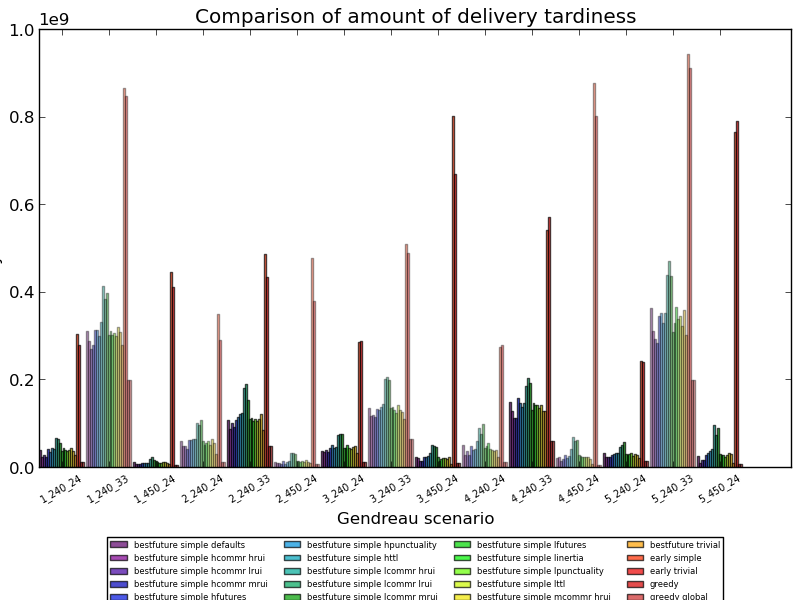 Comparison of amount of delivery tardiness
1e9
1.0
0.8
0.6
0.4
0.2
0.0
1_240_24
1_240_33
1_450_24
2_240_24
2_240_33
2_450_24
3_240_24
3_240_33
3_450_24
4_240_24
4_240_33
4_450_24
5_240_24
5_240_33
5_450_24
Gendreau scenario
bestfuture simple defaults
bestfuture simple hcommr hrui
bestfuture simple hcommr lrui
bestfuture simple hcommr mrui
bestfuture simple hfutures
bestfuture simple hpunctuality
bestfuture simple httl
bestfuture simple lcommr hrui
bestfuture simple lcommr lrui
bestfuture simple lcommr mrui
bestfuture simple lfutures
bestfuture simple linertia
bestfuture simple lpunctuality
bestfuture simple lttl
bestfuture simple mcommr hrui
bestfuture trivial
early simple
early trivial
greedy
greedy global